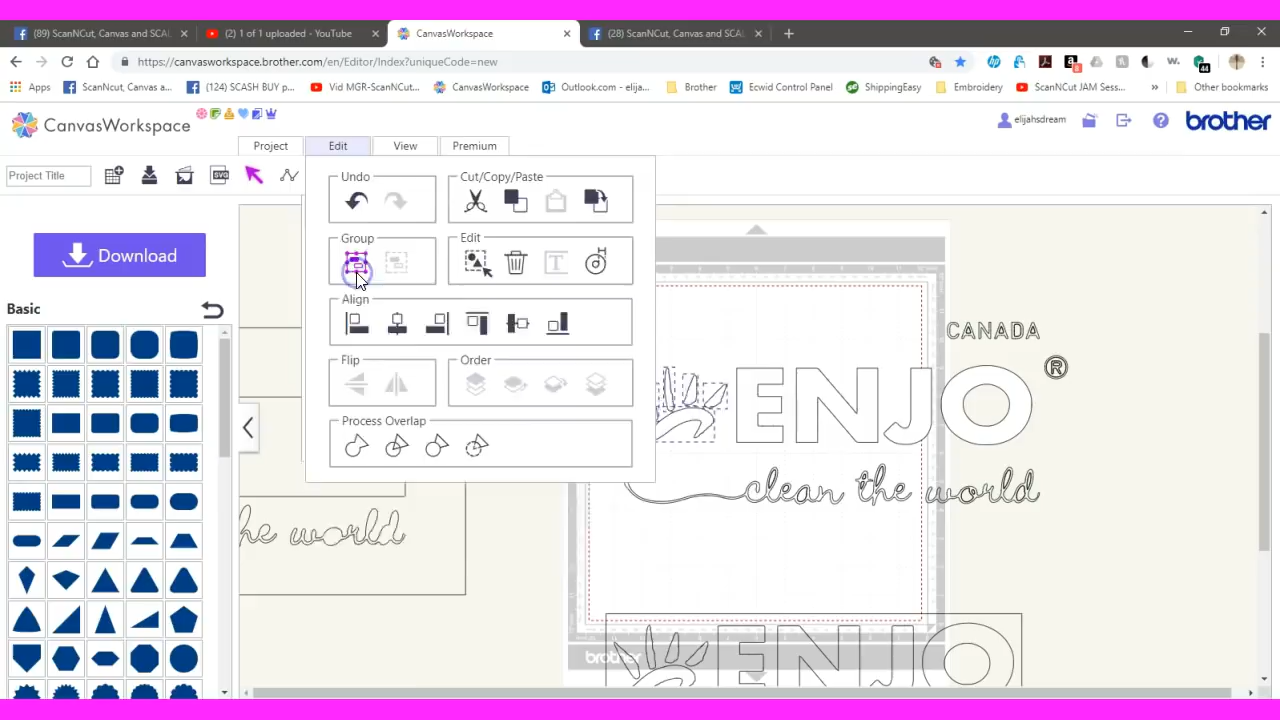 (89) ScanNCut, Canvas and SCAL
(2) 1 of 1 uploaded - YouTube
CanvasWorkspace
(28) ScanNCut, Canvas and SCAL
https://canvasworkspace.brother.com/en/Editor/Index?uniqueCode=new
Apps
ScanNcut, Canvas a...
(124) SCASH BUY p...
Vid MGR-ScanNCut...
CanvasWorkspace
Outlook.com - elija...
Brother
Ecwid Control Panel
ShippingEasy
Embroidery
ScanNCUT JAM Sess...
Other bookmarks
CanvasWorkspace
elijahsdream
brother
Project
Edit
View
Premium
Project Title
SVG
Undo
Cut/Copy/Paste
Group
Edit
Align
Flip
Order
Process Overlap
Download
Basic
CANADA
ENJO
®
clean the world
he world
ENJO
brother